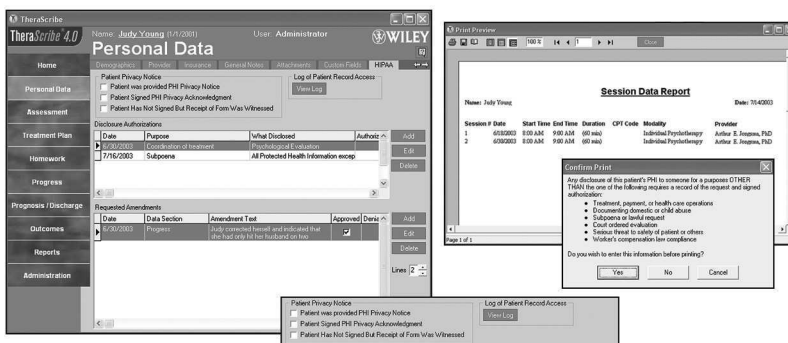 TheraScribe
TheraScribe® 4.0
Name: Judy Young (1/1/2001) User: Administrator
WILEY
Personal Data
Demographics Provider Insurance General Notes Attachments Custom Fields HIPAA
Home
Personal Data
Assessment
Treatment Plan
Homework
Progress
Prognosis / Discharge
Outcomes
Reports
Administration
Patient Privacy Notice
Patient was provided PHI Privacy Notice
Patient Signed PHI Privacy Acknowledgment
Patient Has Not Signed But Receipt of Form Was Witnessed
Log of Patient Record Access
View Log
Disclosure Authorizations
Date Purpose What Disclosed Authoriz
6/30/2003 Coordination of treatment Psychological Evaluation
7/16/2003 Subpoena All Protected Health Information excep
Add
Edit
Delete
Requested Amendments
Date Data Section Amendment Text Approved Denia
6/30/2003 Progress Judy corrected herself and indicated that
she had only hit her husband on two
Add
Edit
Delete
Lines 2
Patient Privacy Notice
Patient was provided PHI Privacy Notice
Patient Signed PHI Privacy Acknowledgment
Patient Has Not Signed But Receipt of Form Was Witnessed
Log of Patient Record Access
View Log
Print Preview
100 % 1 Close
Session Data Report
Name: Judy Young Date: 7/14/2003
Session # Date Start Time End Time Duration CPT Code Modality Provider
1 6/18/2003 8:00 AM 9:00 AM (60 min) Individual Psychotherapy Arthur E. Jongsma, PhD
2 6/30/2003 8:00 AM 9:00 AM (60 min) Individual Psychotherapy Arthur E. Jongsma, PhD
Page 1 of 1
Confirm Print
Any disclosure of this patient's PHI to someone for a purposes OTHER
THAN the one of the following requires a record of the request and signed
authorization:
• Treatment, payment, or health care operations
• Documenting domestic or child abuse
• Subpoena or lawful request
• Court ordered evaluation
• Serious threat to safety of patient or others
• Worker's compensation law compliance
Do you wish to enter this information before printing?
Yes No Cancel